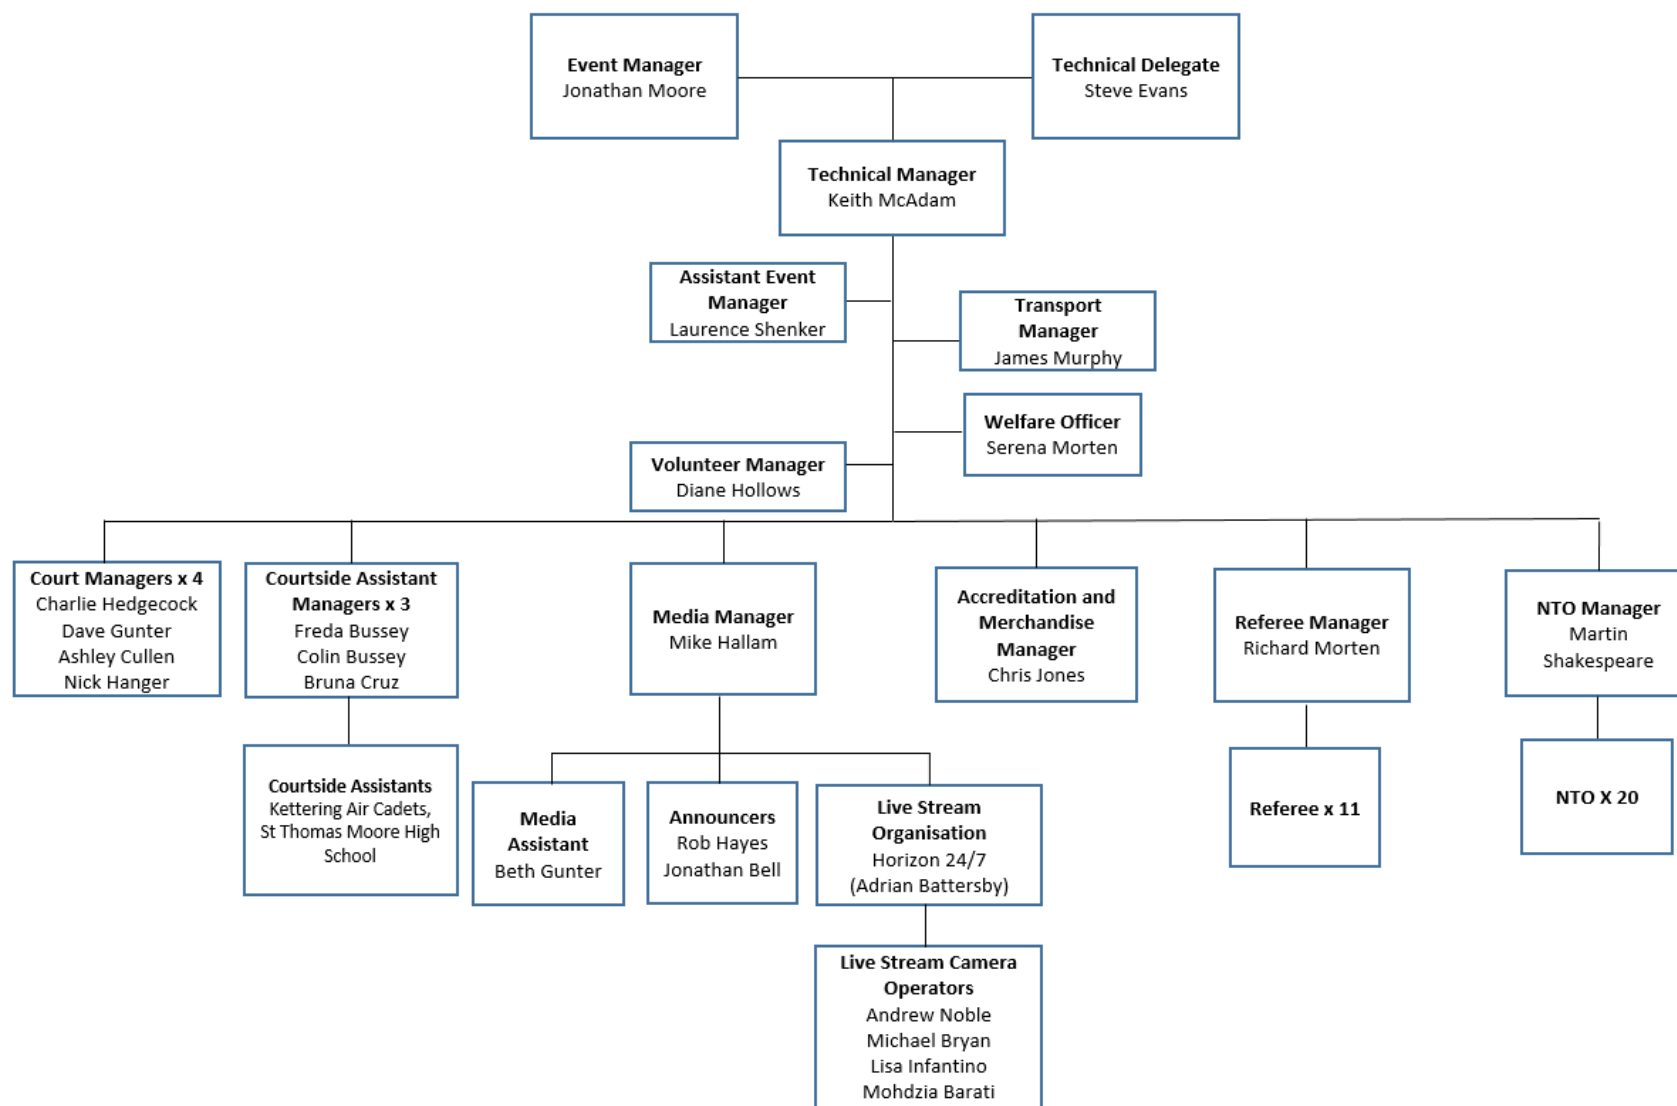 Event Manager
Jonathan Moore
Technical Delegate
Steve Evans
Technical Manager
Keith McAdam
Assistant Event
Manager
Laurence Shenker
Transport
Manager
James Murphy
Welfare Officer
Serena Morten
Volunteer Manager
Diane Hollows
Court Managers x 4
Charlie Hedgecock
Dave Gunter
Ashley Cullen
Nick Hanger
Courtside Assistant
Managers x 3
Freda Bussey
Colin Bussey
Bruna Cruz
Media Manager
Mike Hallam
Accreditation and
Merchandise
Manager
Chris Jones
Referee Manager
Richard Morten
NTO Manager
Martin
Shakespeare
Courtside Assistants
Kettering Air Cadets,
St Thomas Moore High
School
Media
Assistant
Beth Gunter
Announcers
Rob Hayes
Jonathan Bell
Live Stream
Organisation
Horizon 24/7
(Adrian Battersby)
Referee x 11
NTO X 20
Live Stream Camera
Operators
Andrew Noble
Michael Bryan
Lisa Infantino
Mohdzia Barati